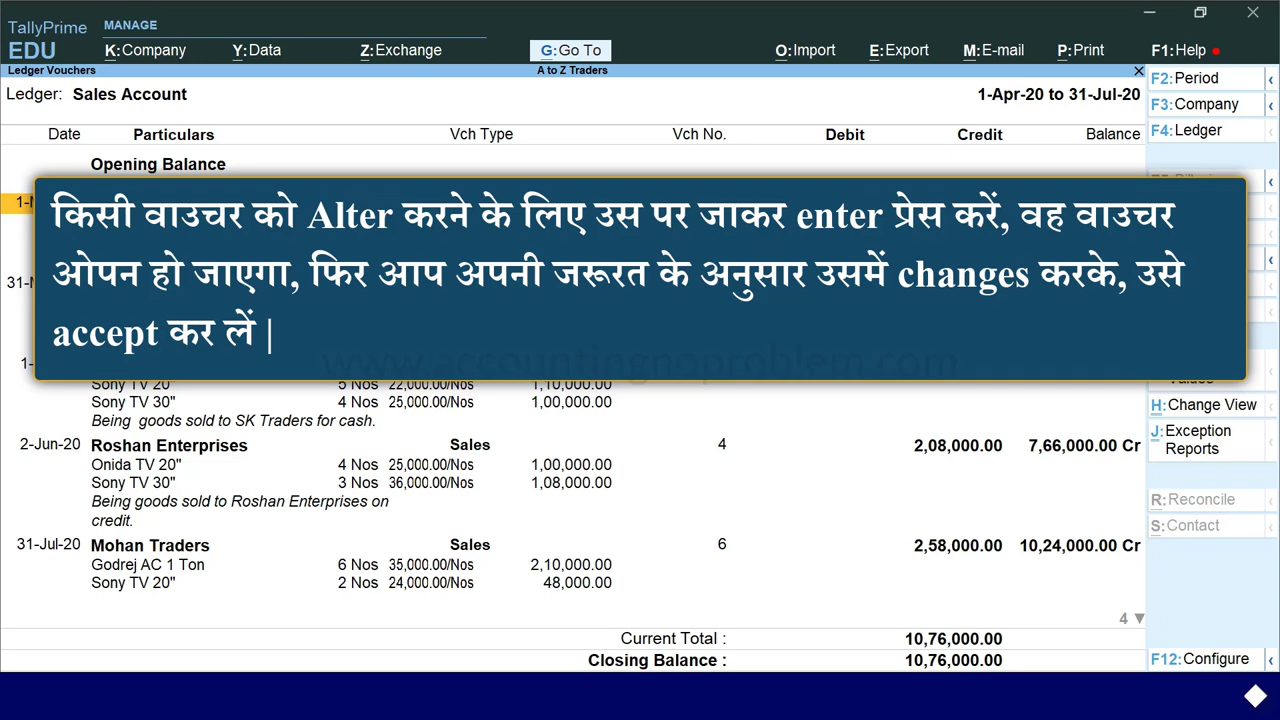 TallyPrime
MANAGE
EDU
K:Company Y:Data Z:Exchange G:Go To O:Import E:Export M:E-mail P:Print F1:Help
Ledger Vouchers A to Z Traders
F2:Period
Ledger: Sales Account 1-Apr-20 to 31-Jul-20
F3:Company
F4:Ledger
Date Particulars Vch Type Vch No. Debit Credit Balance
Opening Balance
किसी वाउचर को Alter करने के लिए उस पर जाकर enter प्रेस करें, वह वाउचर
ओपन हो जाएगा, फिर आप अपनी जरूरत के अनुसार उसमें changes करके, उसे
accept कर लें |
www.accountingnoproblem.com
Sony TV 20" 5 Nos 22,000.00/Nos 1,10,000.00
Sony TV 30" 4 Nos 25,000.00/Nos 1,00,000.00
Being goods sold to SK Traders for cash.
H:Change View
J:Exception
Reports
2-Jun-20 Roshan Enterprises Sales 4 2,08,000.00 7,66,000.00 Cr
Onida TV 20" 4 Nos 25,000.00/Nos 1,00,000.00
Sony TV 30" 3 Nos 36,000.00/Nos 1,08,000.00
Being goods sold to Roshan Enterprises on
credit.
R:Reconcile
S:Contact
31-Jul-20 Mohan Traders Sales 6 2,58,000.00 10,24,000.00 Cr
Godrej AC 1 Ton 6 Nos 35,000.00/Nos 2,10,000.00
Sony TV 20" 2 Nos 24,000.00/Nos 48,000.00
4 ▼
Current Total : 10,76,000.00
Closing Balance : 10,76,000.00
F12:Configure